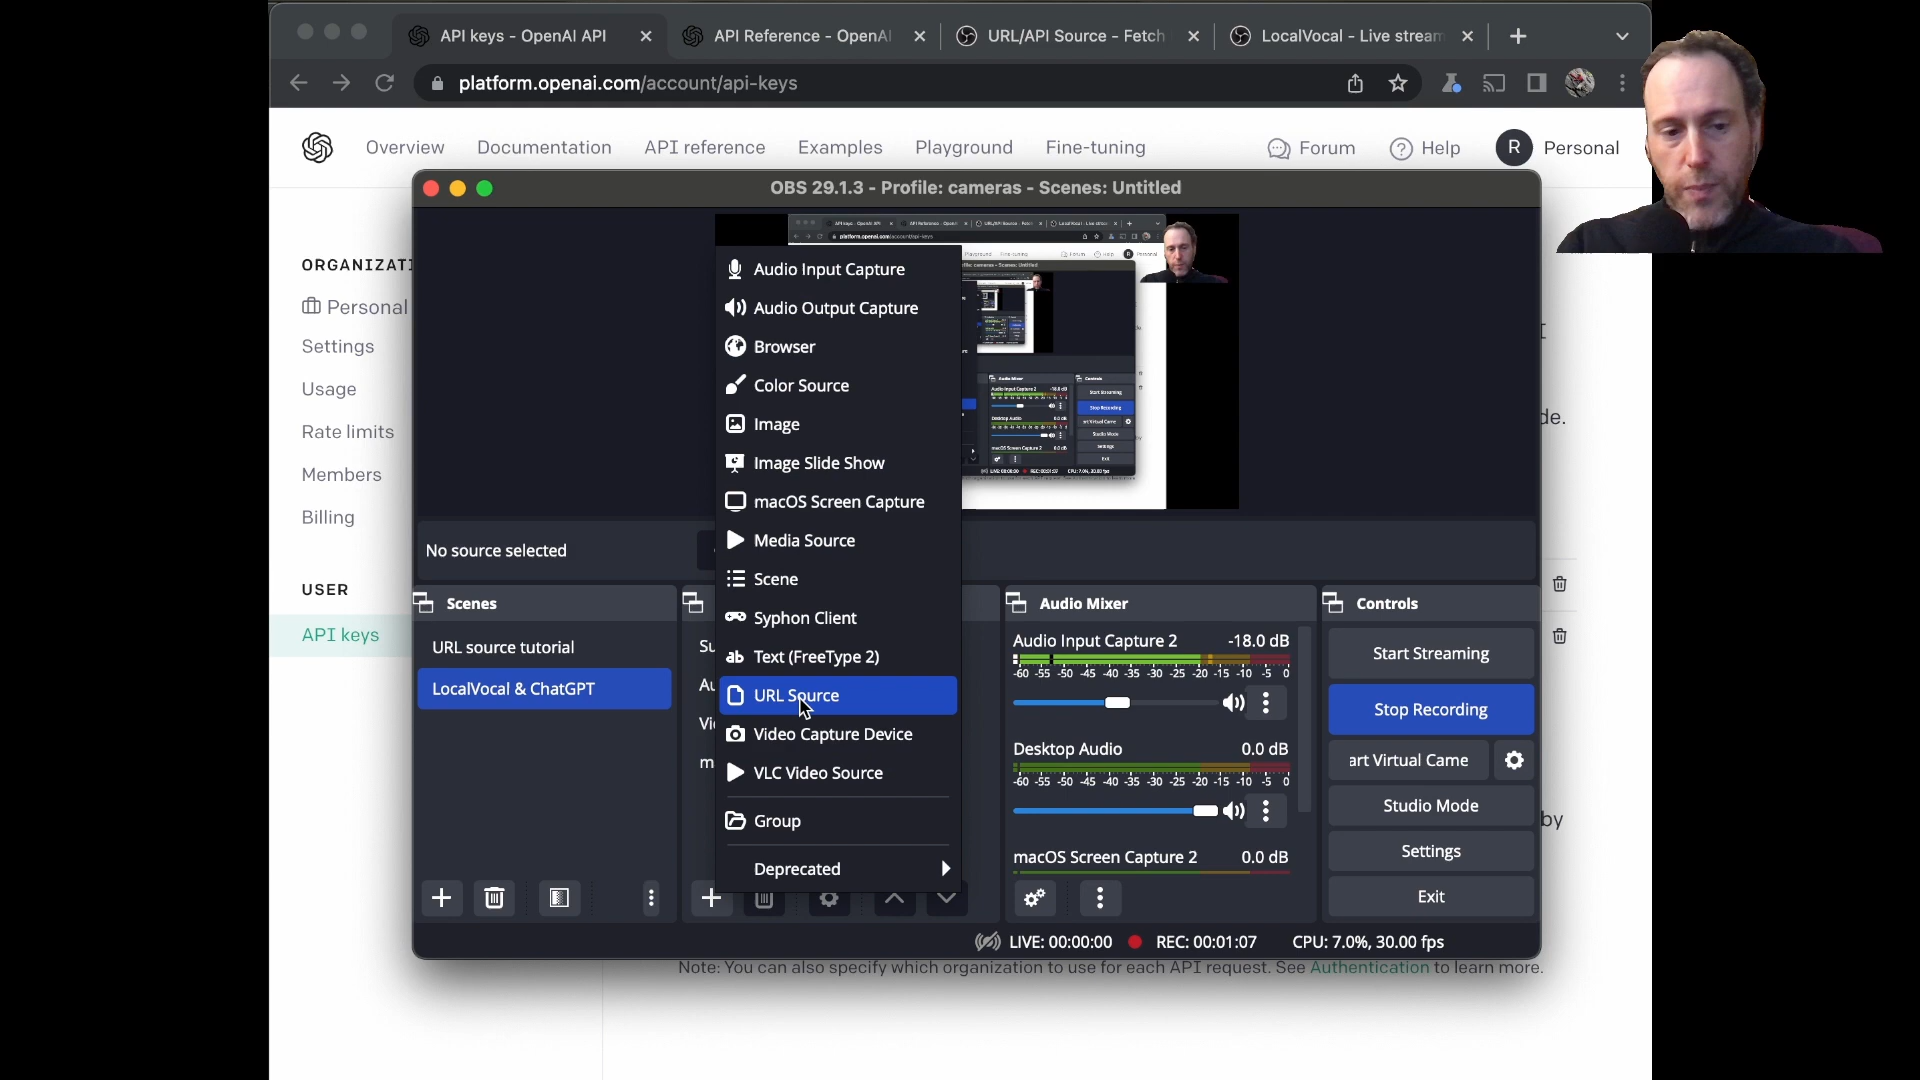 API keys - OpenAI API
API Reference - OpenAI
URL/API Source - Fetch
LocalVocal - Live stream
platform.openai.com/account/api-keys
Overview
Documentation
API reference
Examples
Playground
Fine-tuning
Forum
Help
R
Personal
OBS 29.1.3 - Profile: cameras - Scenes: Untitled
ORGANIZATI
Personal
Settings
Usage
Rate limits
Members
Billing
USER
API keys
de.
by
Audio Input Capture
Audio Output Capture
Browser
Color Source
Image
Image Slide Show
macOS Screen Capture
Media Source
Scene
Syphon Client
Text (FreeType 2)
URL Source
Video Capture Device
VLC Video Source
Group
Deprecated
No source selected
Scenes
URL source tutorial
LocalVocal & ChatGPT
Su
Au
Vi
m
Audio Mixer
Audio Input Capture 2
-18.0 dB
-60 -55 -50 -45 -40 -35 -30 -25 -20 -15 -10 -5 0
Desktop Audio
0.0 dB
-60 -55 -50 -45 -40 -35 -30 -25 -20 -15 -10 -5 0
macOS Screen Capture 2
0.0 dB
Controls
Start Streaming
Stop Recording
art Virtual Came
Studio Mode
Settings
Exit
LIVE: 00:00:00
REC: 00:01:07
CPU: 7.0%, 30.00 fps
Note: You can also specify which organization to use for each API request. See Authentication to learn more.